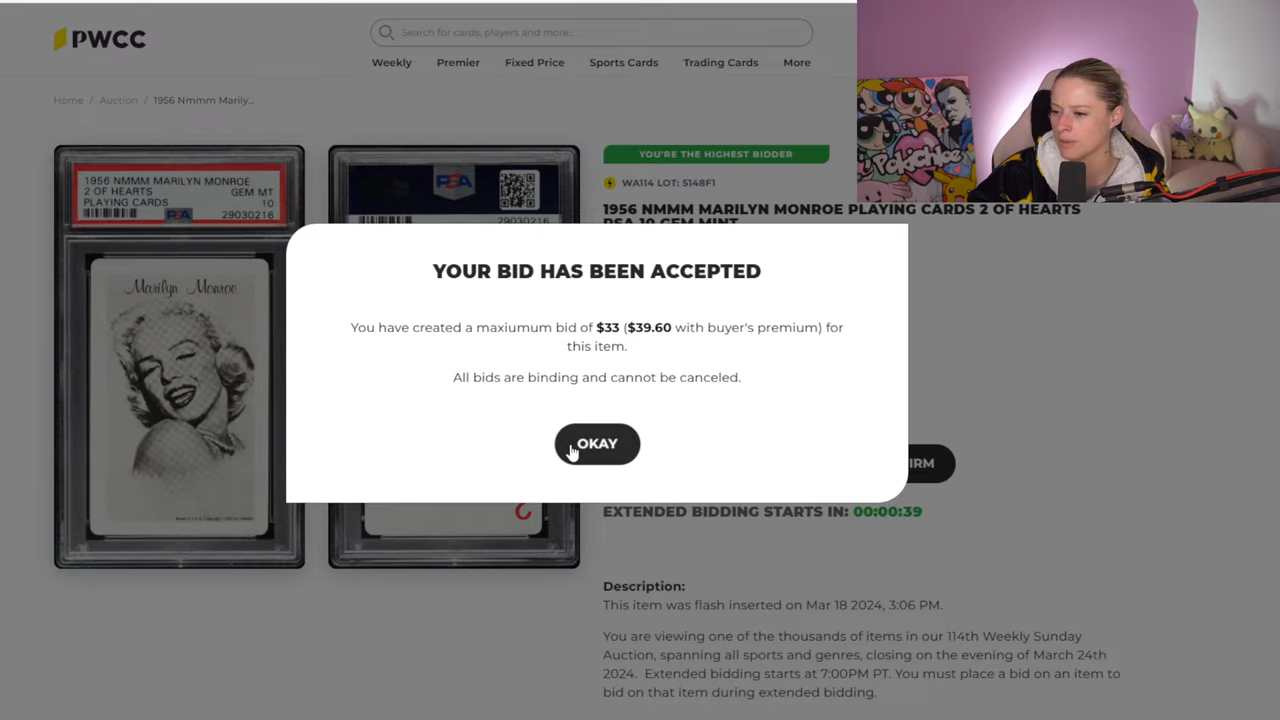 PWCC
Search for cards, players and more...
Weekly Premier Fixed Price Sports Cards Trading Cards More
Home / Auction / 1956 Nmmm Marily...
1956 NMMM MARILYN MONROE
2 OF HEARTS GEM MT
PLAYING CARDS 10
PSA 29030216
Marilyn Monroe
PSA
29030216
YOU'RE THE HIGHEST BIDDER
WA114 LOT: 5148F1
1956 NMMM MARILYN MONROE PLAYING CARDS 2 OF HEARTS
PSA 10 GEM MINT
YOUR BID HAS BEEN ACCEPTED
You have created a maxiumum bid of $33 ($39.60 with buyer's premium) for
this item.
All bids are binding and cannot be canceled.
OKAY
IRM
EXTENDED BIDDING STARTS IN: 00:00:39
Description:
This item was flash inserted on Mar 18 2024, 3:06 PM.
You are viewing one of the thousands of items in our 114th Weekly Sunday
Auction, spanning all sports and genres, closing on the evening of March 24th
2024. Extended bidding starts at 7:00PM PT. You must place a bid on an item to
bid on that item during extended bidding.